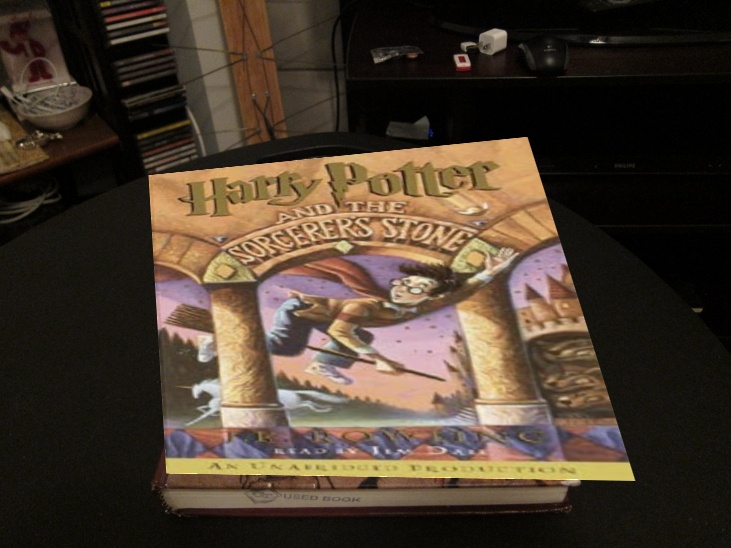 Harry Potter
AND THE
SORCERER'S STONE
J.K. ROWLING
READ BY JIM DALE
AN UNABRIDGED PRODUCTION
USED BOOK